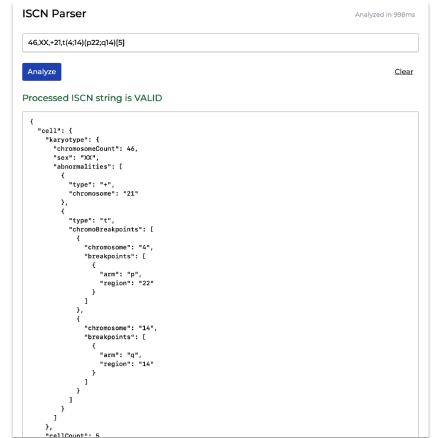 ISCN Parser
Analyzed in 998ms
46,XX,+21,t(4;14)(p22;q14)[5]
Analyze
Clear
Processed ISCN string is VALID
{
"cell": {
"karyotype": {
"chromosomeCount": 46,
"sex": "XX",
"abnormalities": [
{
"type": "+",
"chromosome": "21"
},
{
"type": "t",
"chromoBreakpoints": [
{
"chromosome": "4",
"breakpoints": [
{
"arm": "p",
"region": "22"
}
]
},
{
"chromosome": "14",
"breakpoints": [
{
"arm": "q",
"region": "14"
}
]
}
]
}
]
},
"cellCount": 5